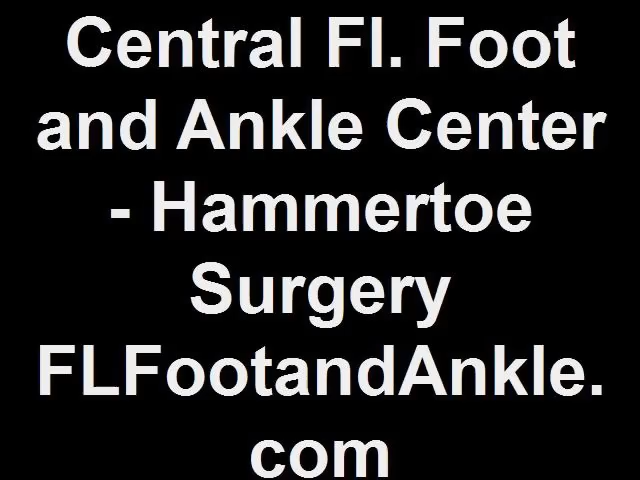 Central Fl. Foot
and Ankle Center
- Hammertoe
Surgery
FLFootandAnkle.
com